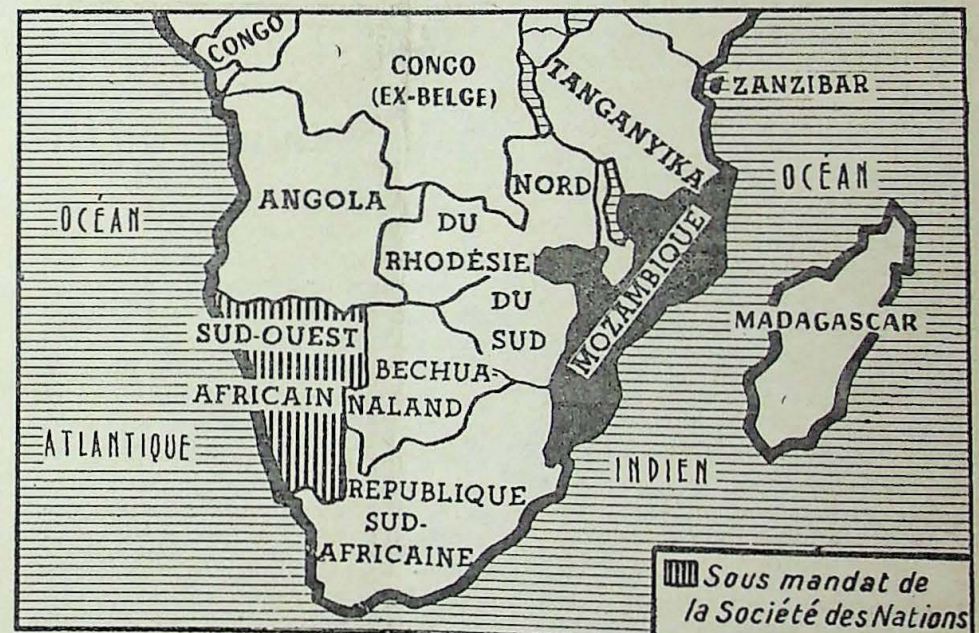 CONGO
CONGO
(EX-BELGE)
TANGANYIKA
ZANZIBAR
OCÉAN
ANGOLA
NORD
OCÉAN
DU
RHODÉSIE
DU
SUD
MOZAMBIQUE
MADAGASCAR
SUD-OUEST
AFRICAIN
BECHUA-
NALAND
ATLANTIQUE
INDIEN
REPUBLIQUE
SUD-
AFRICAINE
Sous mandat de
la Société des Nations